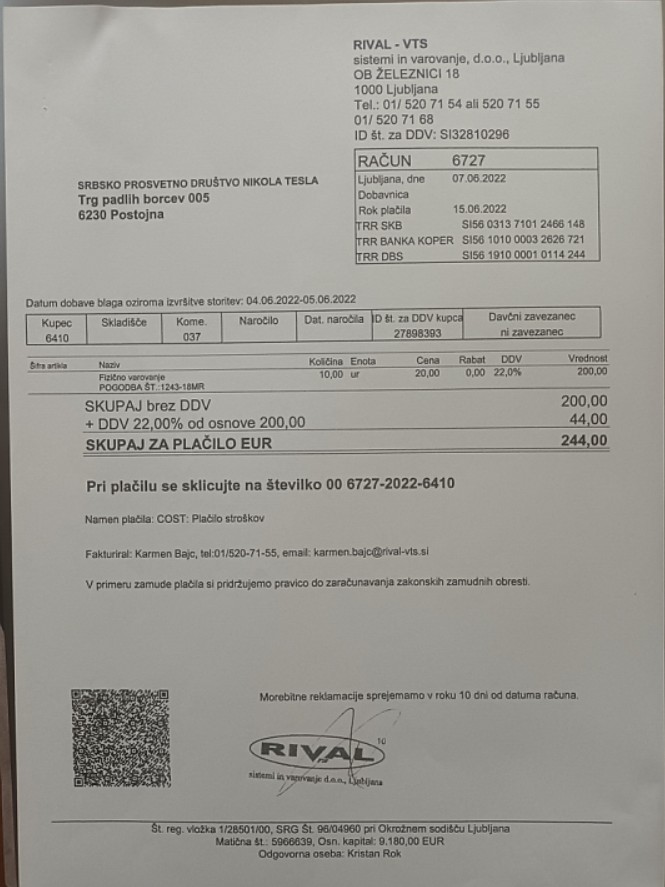 RIVAL - VTS
sistemi in varovanje, d.o.o., Ljubljana
OB ŽELEZNICI 18
1000 Ljubljana
Tel.: 01/ 520 71 54 ali 520 71 55
01/ 520 71 68
ID št. za DDV: SI32810296
RAČUN 6727
Ljubljana, dne 07.06.2022
Dobavnica
Rok plačila 15.06.2022
TRR SKB SI56 0313 7101 2466 148
TRR BANKA KOPER SI56 1010 0003 2626 721
TRR DBS SI56 1910 0001 0114 244
SRBSKO PROSVETNO DRUŠTVO NIKOLA TESLA
Trg padlih borcev 005
6230 Postojna
Datum dobave blaga oziroma izvršitve storitev: 04.06.2022-05.06.2022
Kupec Skladišče Kome. Naročilo Dat. naročila ID št. za DDV kupca Davčni zavezanec
6410 037 27898393 ni zavezanec
Šifra artikla Naziv Količina Enota Cena Rabat DDV Vrednost
Fizično varovanje 10,00 ur 20,00 0,00 22,0% 200,00
POGODBA ŠT.:1243-18MR
SKUPAJ brez DDV 200,00
+ DDV 22,00% od osnove 200,00 44,00
SKUPAJ ZA PLAČILO EUR 244,00
Pri plačilu se sklicujte na številko 00 6727-2022-6410
Namen plačila: COST: Plačilo stroškov
Fakturiral: Karmen Bajc, tel:01/520-71-55, email: karmen.bajc@rival-vts.si
V primeru zamude plačila si pridržujemo pravico do zaračunavanja zakonskih zamudnih obresti.
Morebitne reklamacije sprejemamo v roku 10 dni od datuma računa.
RIVAL 10
sistemi in varovanje d.o.o., Ljubljana
Št. reg. vložka 1/28501/00, SRG Št. 96/04960 pri Okrožnem sodišču Ljubljana
Matična št.: 5966639, Osn. kapital: 9.180,00 EUR
Odgovorna oseba: Kristan Rok